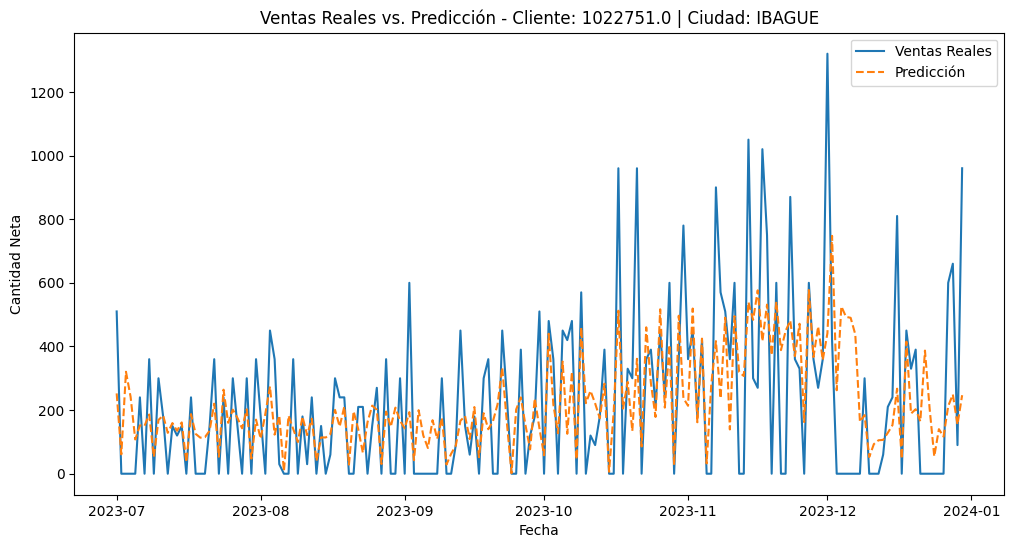 Ventas Reales vs. Predicción - Cliente: 1022751.0 | Ciudad: IBAGUE
Ventas Reales
Predicción
Cantidad Neta
1200
1000
800
600
400
200
0
2023-07
2023-08
2023-09
2023-10
2023-11
2023-12
2024-01
Fecha